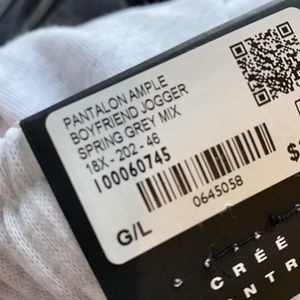 PANTALON AMPLE
BOYFRIEND JOGGER
SPRING GREY MIX
18X - 202 - 46
100060745
0645058
G/L
$
CRÉÉ
NTR